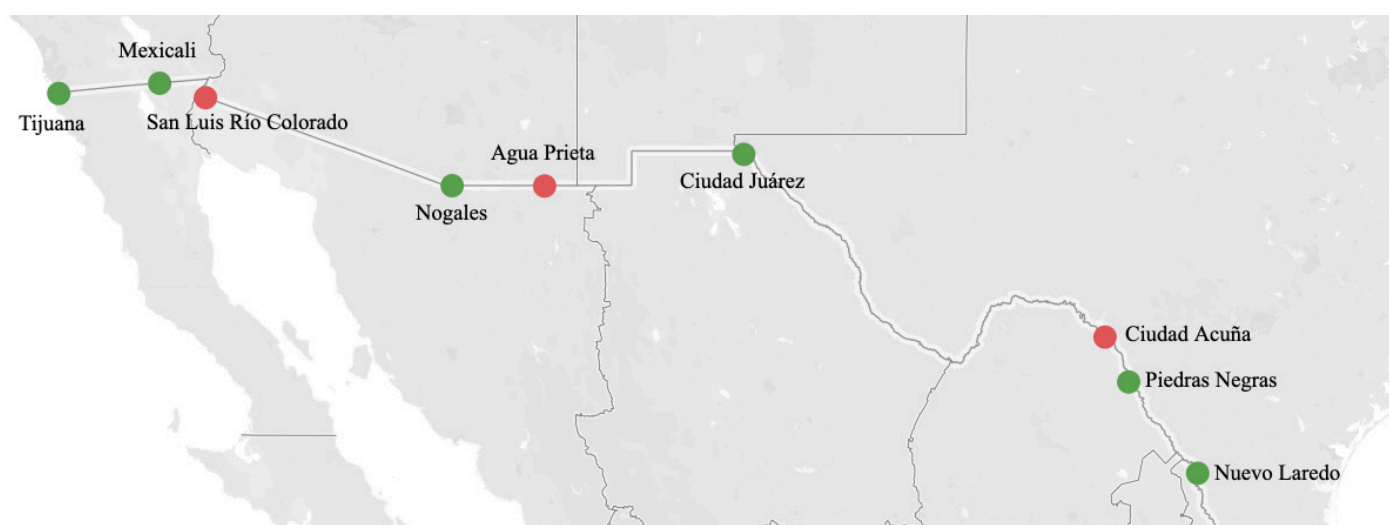 Mexicali
Tijuana
San Luis Río Colorado
Agua Prieta
Nogales
Ciudad Juárez
Ciudad Acuña
Piedras Negras
Nuevo Laredo